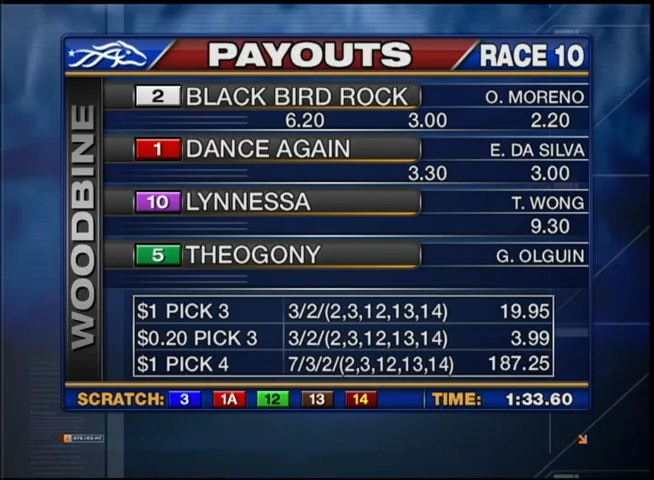 PAYOUTS RACE 10
WOODBINE
2 BLACK BIRD ROCK O. MORENO
6.20 3.00 2.20
1 DANCE AGAIN E. DA SILVA
3.30 3.00
10 LYNNESSA T. WONG
9.30
5 THEOGONY G. OLGUIN
$1 PICK 3 3/2/(2,3,12,13,14) 19.95
$0.20 PICK 3 3/2/(2,3,12,13,14) 3.99
$1 PICK 4 7/3/2/(2,3,12,13,14) 187.25
SCRATCH: 3 1A 12 13 14 TIME: 1:33.60